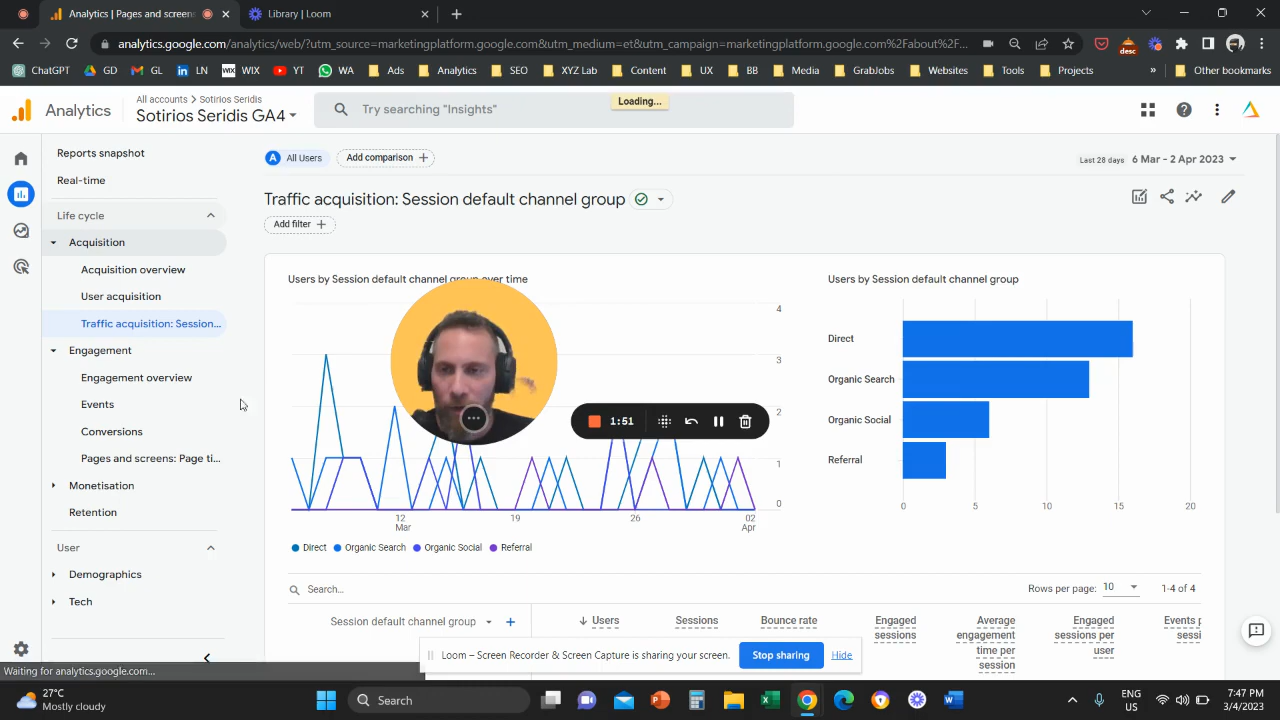 Analytics | Pages and screens
Library | Loom
analytics.google.com/analytics/web/?utm_source=marketingplatform.google.com&utm_medium=et&utm_campaign=marketingplatform.google.com%2Fabout%2F...
ChatGPT
GD
GL
LN
WIX
WIX
YT
WA
Ads
Analytics
SEO
XYZ Lab
Content
UX
BB
Media
GrabJobs
Websites
Tools
Projects
»
Other bookmarks
desc
Analytics
All accounts > Sotirios Seridis
Sotirios Seridis GA4
Try searching "Insights"
Loading...
Reports snapshot
Real-time
Life cycle
Acquisition
Acquisition overview
User acquisition
Traffic acquisition: Session...
Engagement
Engagement overview
Events
Conversions
Pages and screens: Page ti...
Monetisation
Retention
User
Demographics
Tech
A All Users
Add comparison +
Last 28 days 6 Mar - 2 Apr 2023
Traffic acquisition: Session default channel group
Add filter +
Users by Session default channel group over time
4
3
2
1
0
12
Mar
19
26
02
Apr
Direct Organic Search Organic Social Referral
1:51
Users by Session default channel group
Direct
Organic Search
Organic Social
Referral
0 5 10 15 20
Search...
Rows per page: 10 1-4 of 4
Session default channel group
Users
Sessions
Bounce rate
Engaged
sessions
Average
engagement
time per
session
Engaged
sessions per
user
Loom – Screen Recorder & Screen Capture is sharing your screen.
Stop sharing
Hide
Waiting for analytics.google.com...
27°C
Mostly cloudy
Search
ENG
US
7:47 PM
3/4/2023